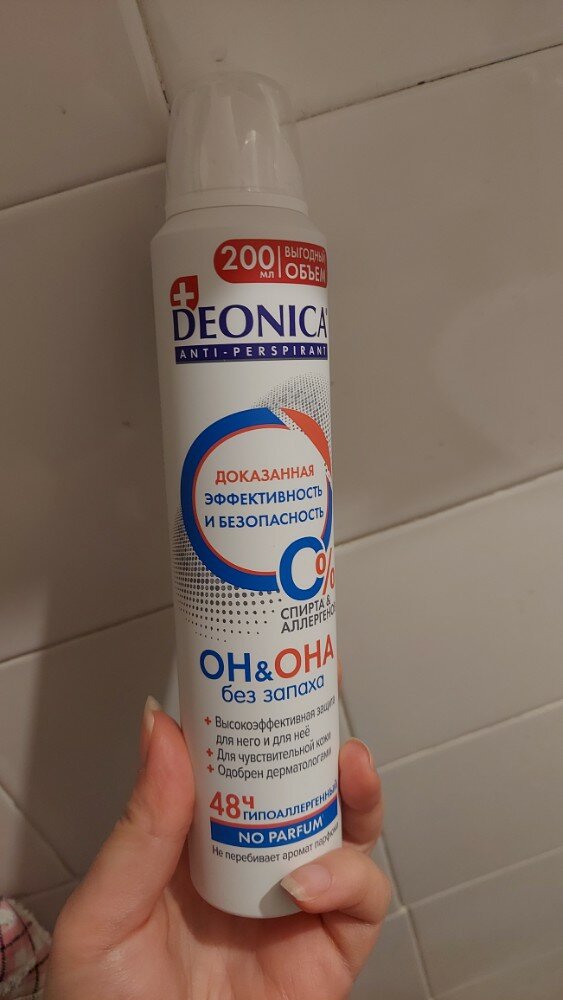 200 МЛ ВЫГОДНЫЙ ОБЪЕМ
DEONICA
ANTI-PERSPIRANT
ДОКАЗАННАЯ
ЭФФЕКТИВНОСТЬ
И БЕЗОПАСНОСТЬ
0%
СПИРТА &
АЛЛЕРГЕНОВ
ОН&ОНА
без запаха
+ Высокоэффективная защита
для него и для неё
+ Для чувствительной кожи
+ Одобрен дерматологами
48ч ГИПОАЛЛЕРГЕННЫЙ
NO PARFUM
Не перебивает аромат парфюма